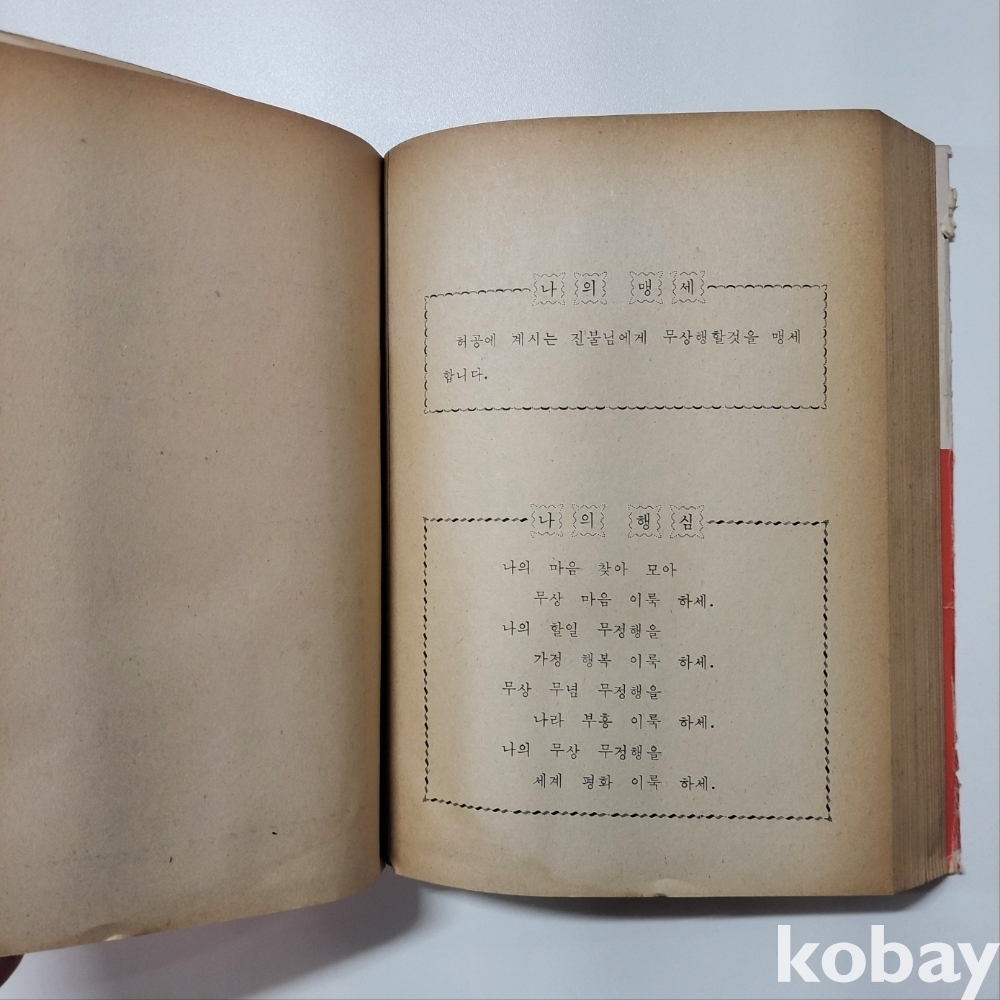 나의 맹세
허공에 계시는 진불님에게 무상행할것을 맹세
합니다.
나의 행심
나의 마음 찾아 모아
무상 마음 이룩 하세.
나의 할일 무정행을
가정 행복 이룩 하세.
무상 무념 무정행을
나라 부흥 이룩 하세.
나의 무상 무정행을
세계 평화 이룩 하세.
kobay